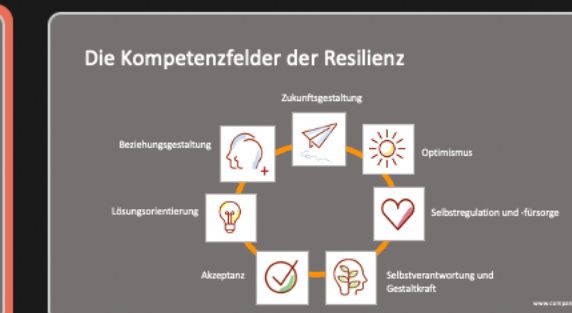 Die Kompetenzfelder der Resilienz
Zukunftsgestaltung
Beziehungsgestaltung
Optimismus
Lösungsorientierung
Selbstregulation und -fürsorge
Akzeptanz
Selbstverantwortung und
Gestaltkraft